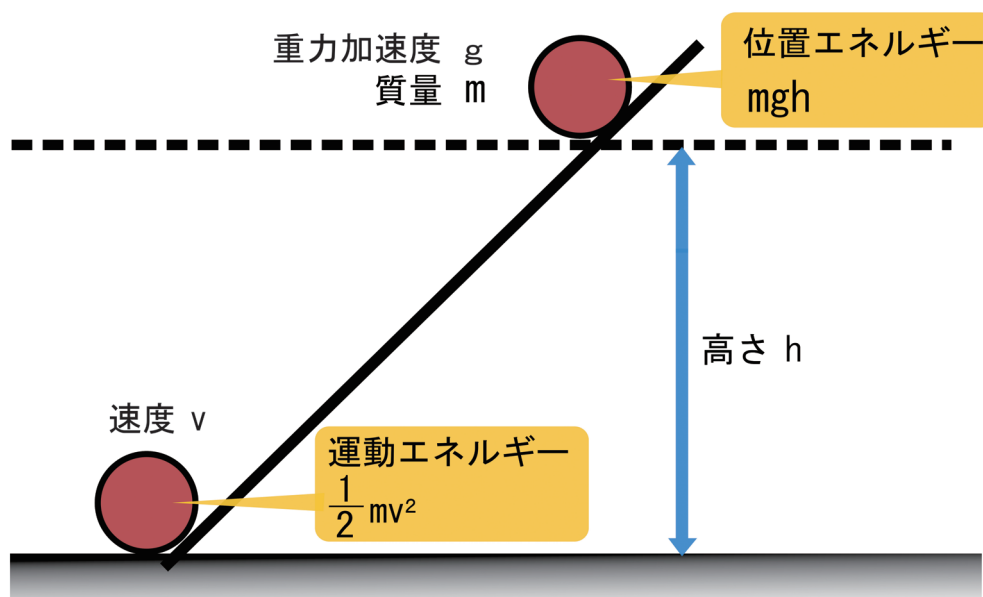 重力加速度 g
質量 m
位置エネルギー
mgh
高さ h
速度 v
運動エネルギー
1/2 mv²